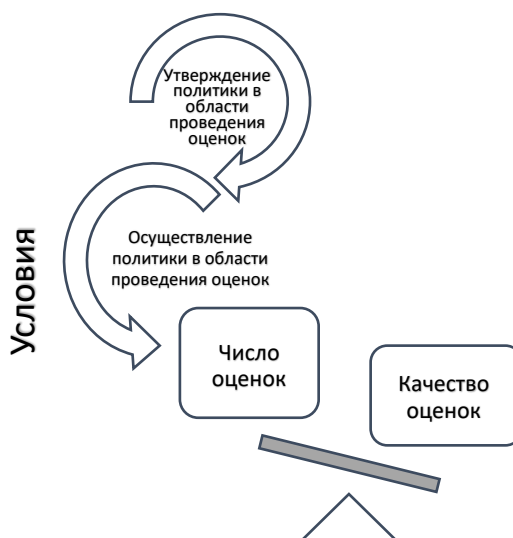 Утверждение
политики в
области
проведения
оценок
Осуществление
политики в области
проведения оценок
Условия
Число
оценок
Качество
оценок